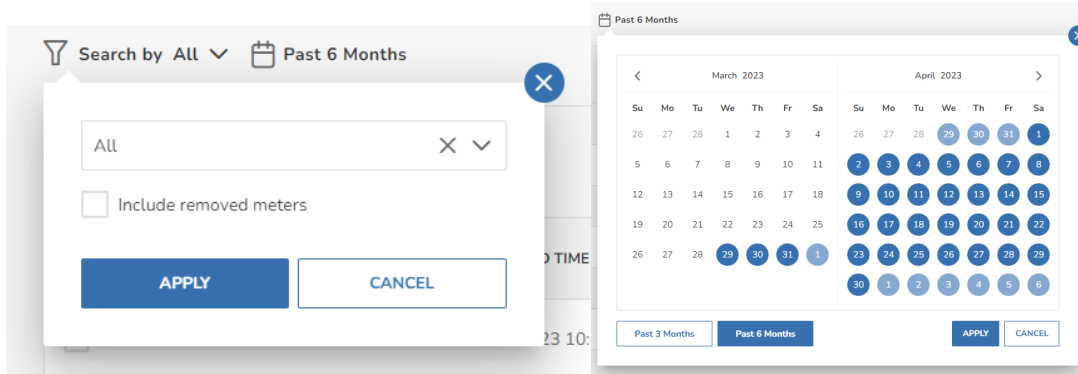 Search by All Past 6 Months
All
Include removed meters
APPLY CANCEL
D TIME
23 10:
Past 6 Months
March 2023
Su Mo Tu We Th Fr Sa
26 27 28 1 2 3 4
5 6 7 8 9 10 11
12 13 14 15 16 17 18
19 20 21 22 23 24 25
26 27 28 29 30 31 1
April 2023
Su Mo Tu We Th Fr Sa
26 27 28 29 30 31 1
2 3 4 5 6 7 8
9 10 11 12 13 14 15
16 17 18 19 20 21 22
23 24 25 26 27 28 29
30 1 2 3 4 5 6
Past 3 Months Past 6 Months APPLY CANCEL